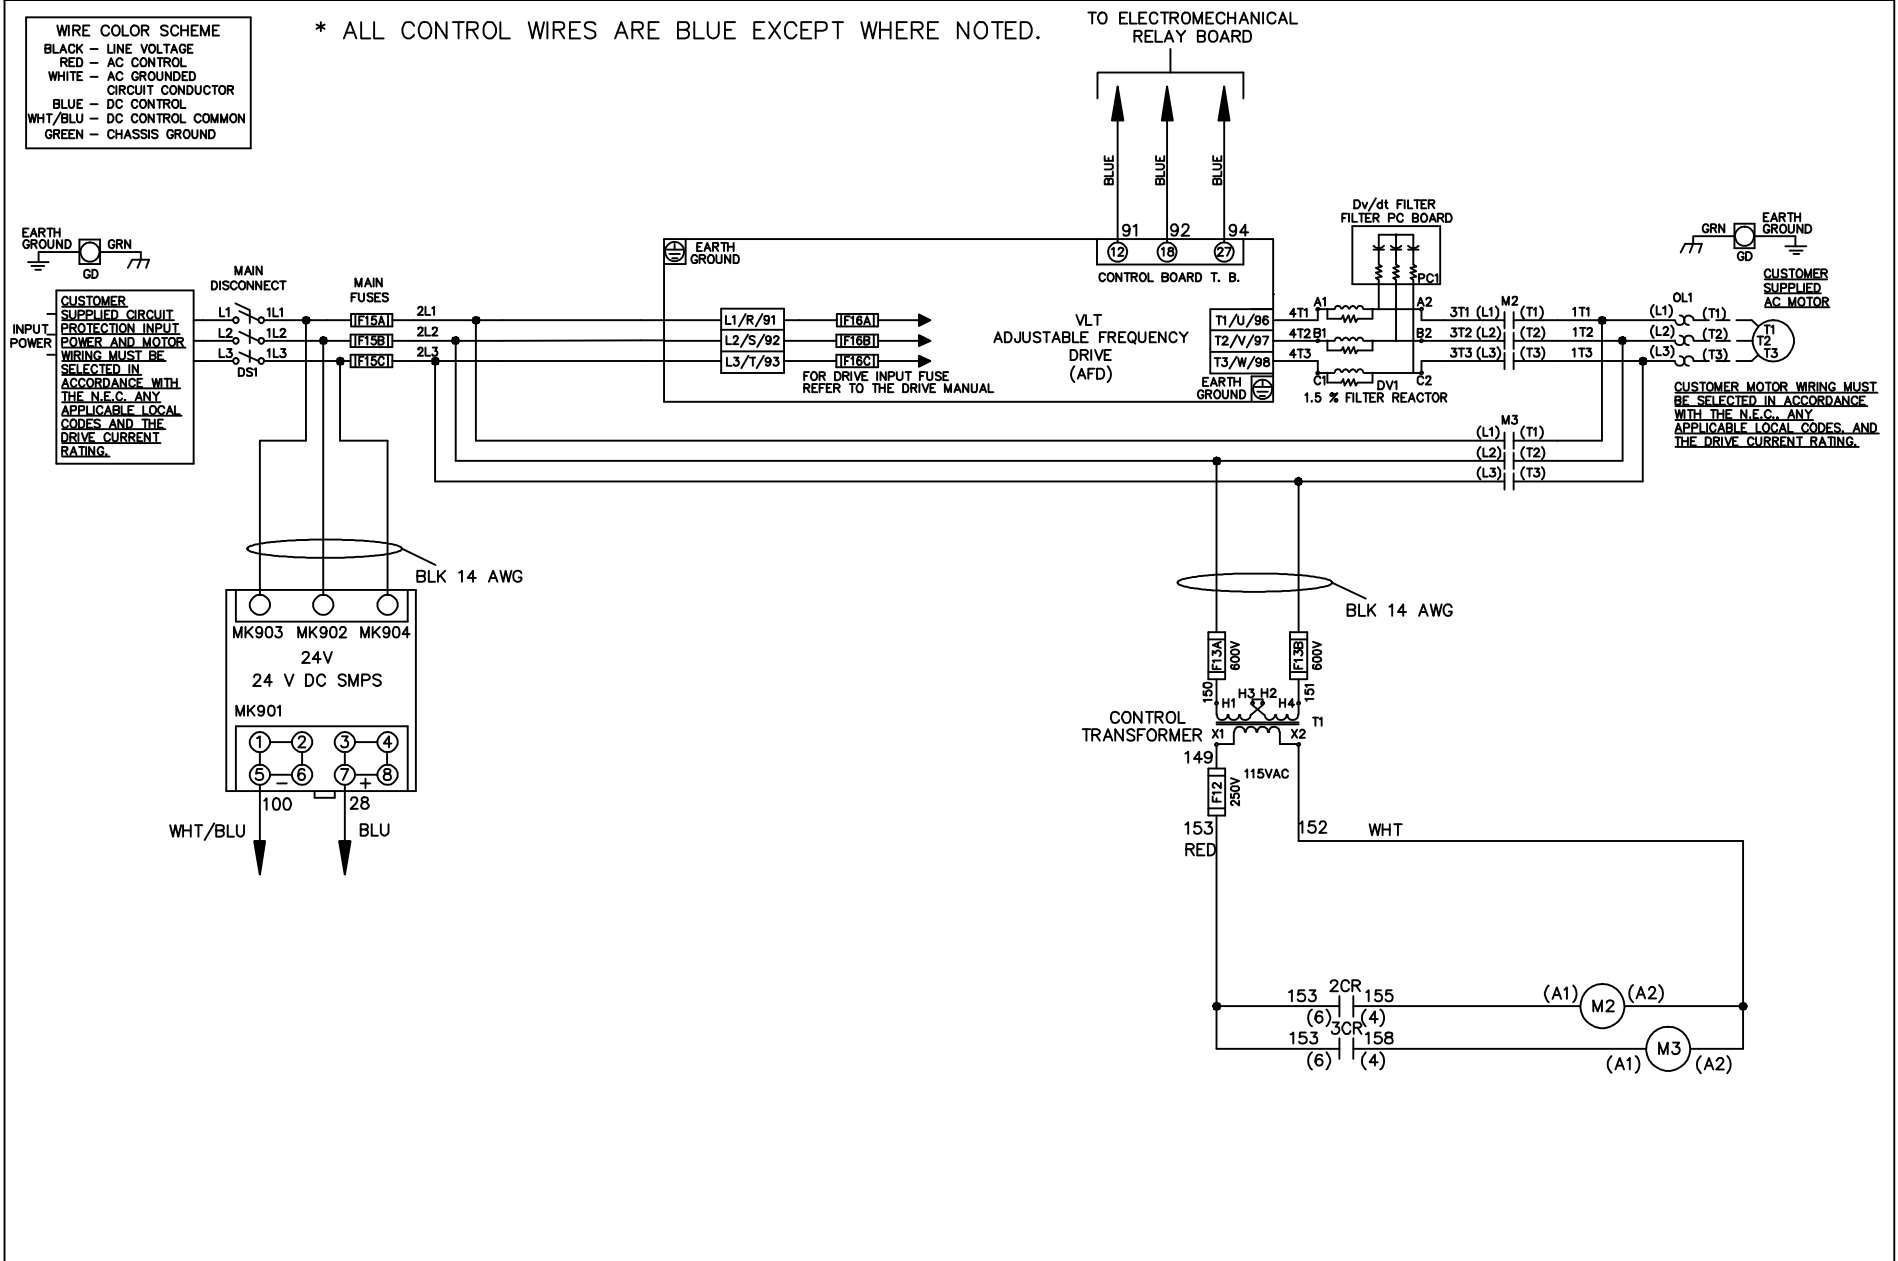 WIRE COLOR SCHEME
BLACK – LINE VOLTAGE
RED – AC CONTROL
WHITE – AC GROUNDED
CIRCUIT CONDUCTOR
BLUE – DC CONTROL
WHT/BLU – DC CONTROL COMMON
GREEN – CHASSIS GROUND
* ALL CONTROL WIRES ARE BLUE EXCEPT WHERE NOTED.
TO ELECTROMECHANICAL
RELAY BOARD
BLUE BLUE BLUE
91 92 94
12 18 27
CONTROL BOARD T. B.
EARTH
GROUND
GRN
GD
INPUT
POWER
CUSTOMER
SUPPLIED CIRCUIT
PROTECTION INPUT
POWER AND MOTOR
WIRING MUST BE
SELECTED IN
ACCORDANCE WITH
THE N.E.C. ANY
APPLICABLE LOCAL
CODES AND THE
DRIVE CURRENT
RATING.
MAIN
DISCONNECT
L1 1L1
L2 1L2
L3 1L3
DS1
MAIN
FUSES
F15A 2L1
F15B 2L2
F15C 2L3
EARTH
GROUND
L1/R/91 F16A
L2/S/92 F16B
L3/T/93 F16C
FOR DRIVE INPUT FUSE
REFER TO THE DRIVE MANUAL
VLT
ADJUSTABLE FREQUENCY
DRIVE
(AFD)
T1/U/96 4T1
T2/V/97 4T2
T3/W/98 4T3
EARTH
GROUND
Dv/dt FILTER
FILTER PC BOARD
PC1
A1 A2
B1 B2
C1 C2
DV1
1.5 % FILTER REACTOR
M2
3T1 (L1) (T1) 1T1
3T2 (L2) (T2) 1T2
3T3 (L3) (T3) 1T3
OL1
(L1) (T1)
(L2) (T2)
(L3) (T3)
T1
T2
T3
GRN
GD
EARTH
GROUND
CUSTOMER
SUPPLIED
AC MOTOR
CUSTOMER MOTOR WIRING MUST
BE SELECTED IN ACCORDANCE
WITH THE N.E.C., ANY
APPLICABLE LOCAL CODES, AND
THE DRIVE CURRENT RATING.
M3
(L1) (T1)
(L2) (T2)
(L3) (T3)
BLK 14 AWG
MK903 MK902 MK904
24V
24 V DC SMPS
MK901
1 2 3 4
5 – 6 7 + 8
100 28
WHT/BLU BLU
BLK 14 AWG
F13A 600V F13B 600V
150 151
H1 H3 H2 H4
T1
CONTROL
TRANSFORMER
X1 X2
149
115VAC
F12 250V
153
RED
152 WHT
153 2CR 155 (A1) M2 (A2)
(6) (4)
153 3CR 158 M3
(6) (4) (A1) (A2)